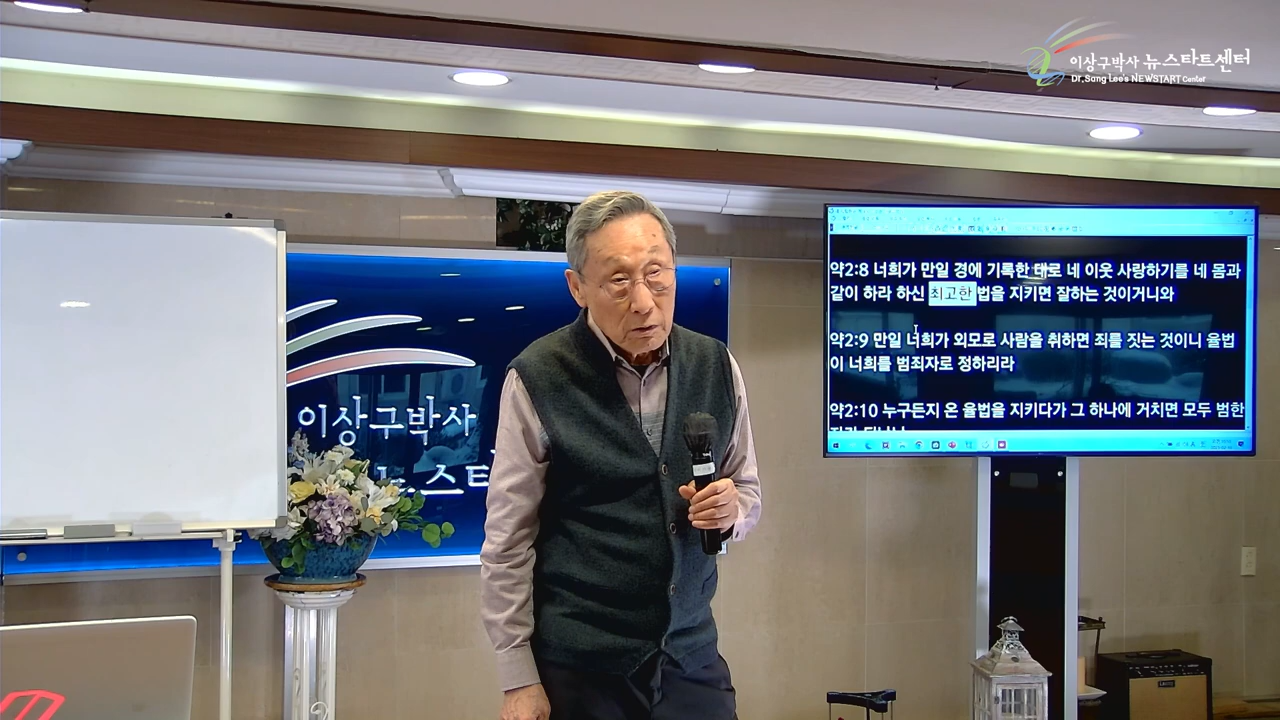 이상구박사 뉴스타트센터
Dr.Sang Lee's NEWSTART Center
약2:8 너희가 만일 경에 기록한 대로 네 이웃 사랑하기를 네 몸과
같이 하라 하신 최고한 법을 지키면 잘하는 것이거니와
약2:9 만일 너희가 외모로 사람을 취하면 죄를 짓는 것이니 율법
이 너희를 범죄자로 정하리라
약2:10 누구든지 온 율법을 지키다가 그 하나에 거치면 모두 범한
이상구박사
뉴스타